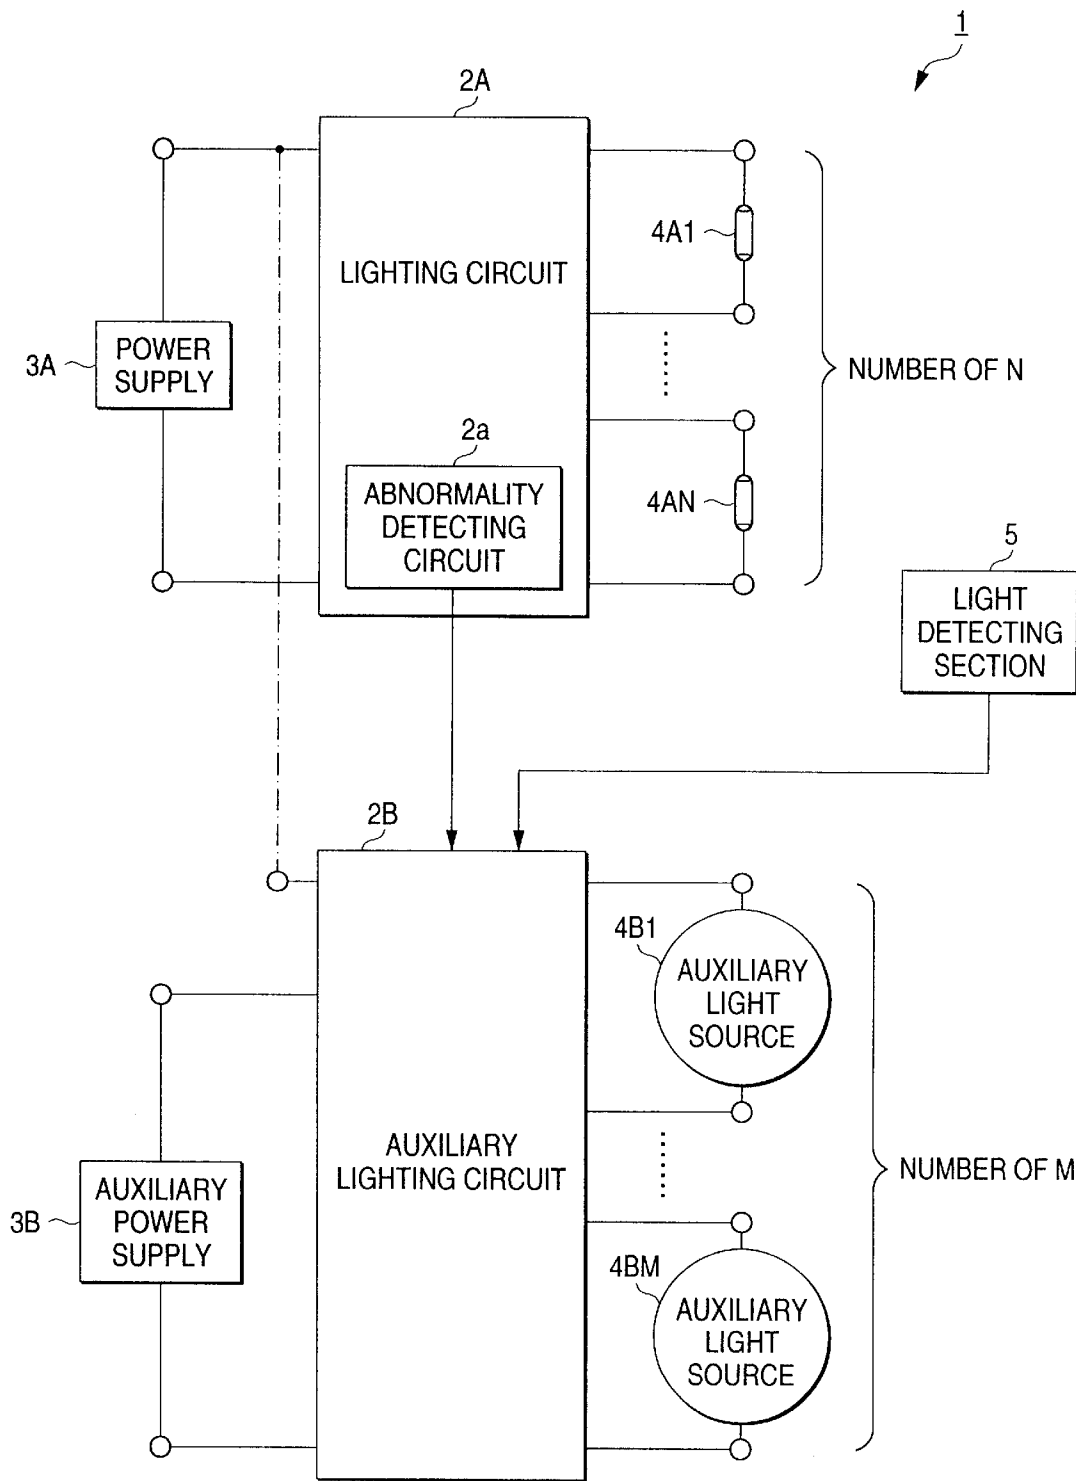 1
2A
LIGHTING CIRCUIT
4A1
3A
POWER
SUPPLY
NUMBER OF N
2a
ABNORMALITY
DETECTING
CIRCUIT
4AN
5
LIGHT
DETECTING
SECTION
2B
4B1
AUXILIARY
LIGHT
SOURCE
AUXILIARY
LIGHTING CIRCUIT
NUMBER OF M
3B
AUXILIARY
POWER
SUPPLY
4BM
AUXILIARY
LIGHT
SOURCE